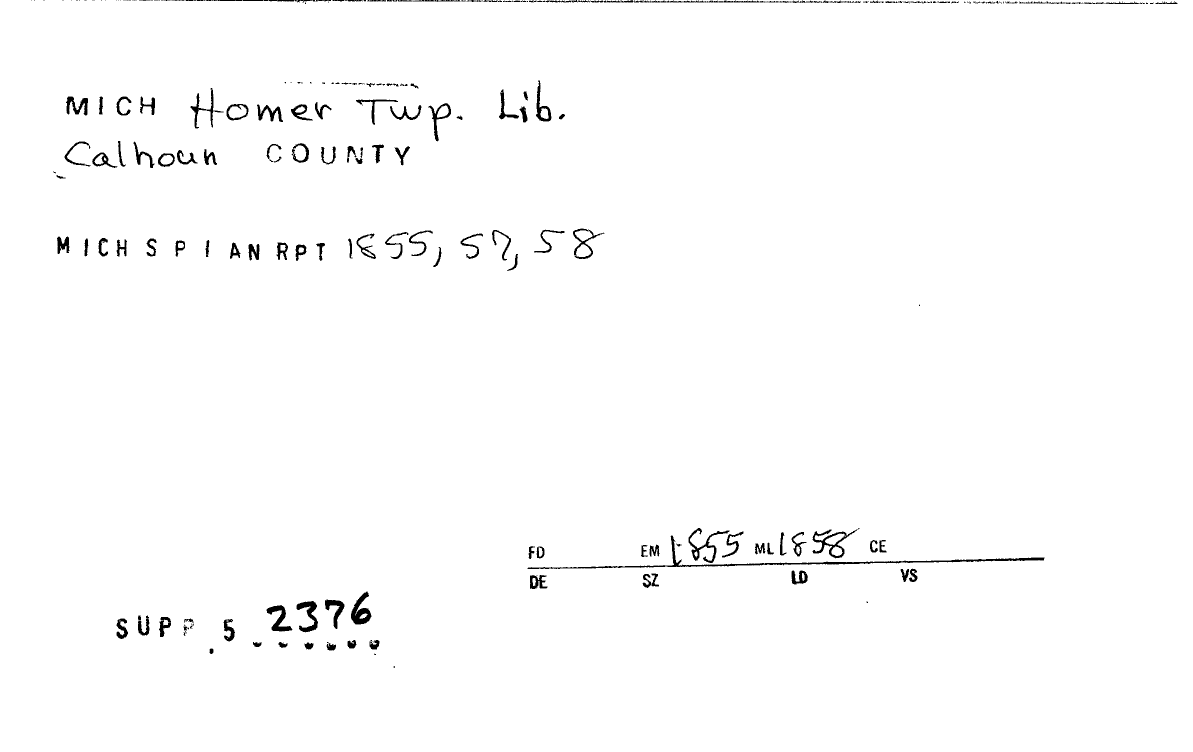 MICH Homer Twp. Lib.
Calhoun COUNTY
MICH S P I AN RPT 1855, 57, 58
FD EM 1855 ML 1858 CE
DE SZ LD VS
SUPP 5 2376